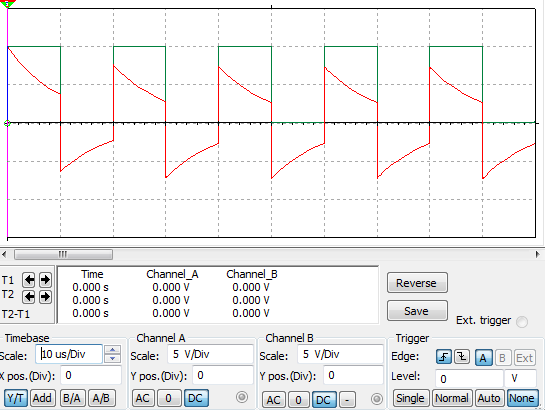 Time Channel_A Channel_B
T1 0.000 s 0.000 V 0.000 V
T2 0.000 s 0.000 V 0.000 V
T2-T1 0.000 s 0.000 V 0.000 V
Reverse
Save
Ext. trigger
Timebase Channel A Channel B Trigger
Scale: 10 us/Div Scale: 5 V/Div Scale: 5 V/Div Edge: A B Ext
X pos.(Div): 0 Y pos.(Div): 0 Y pos.(Div): 0 Level: 0 V
Y/T Add B/A A/B AC 0 DC AC 0 DC - Single Normal Auto None